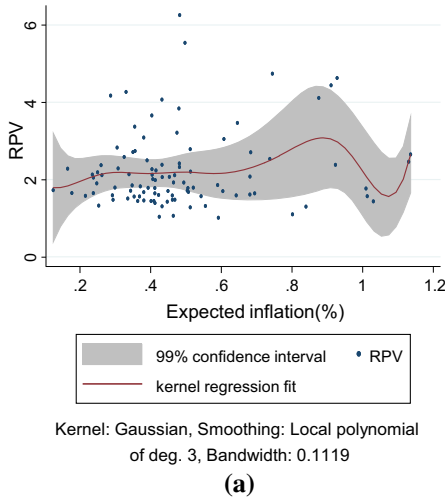 6
4
2
0
RPV
.2 .4 .6 .8 1 1.2
Expected inflation(%)
99% confidence interval RPV
kernel regression fit
Kernel: Gaussian, Smoothing: Local polynomial
of deg. 3, Bandwidth: 0.1119
(a)